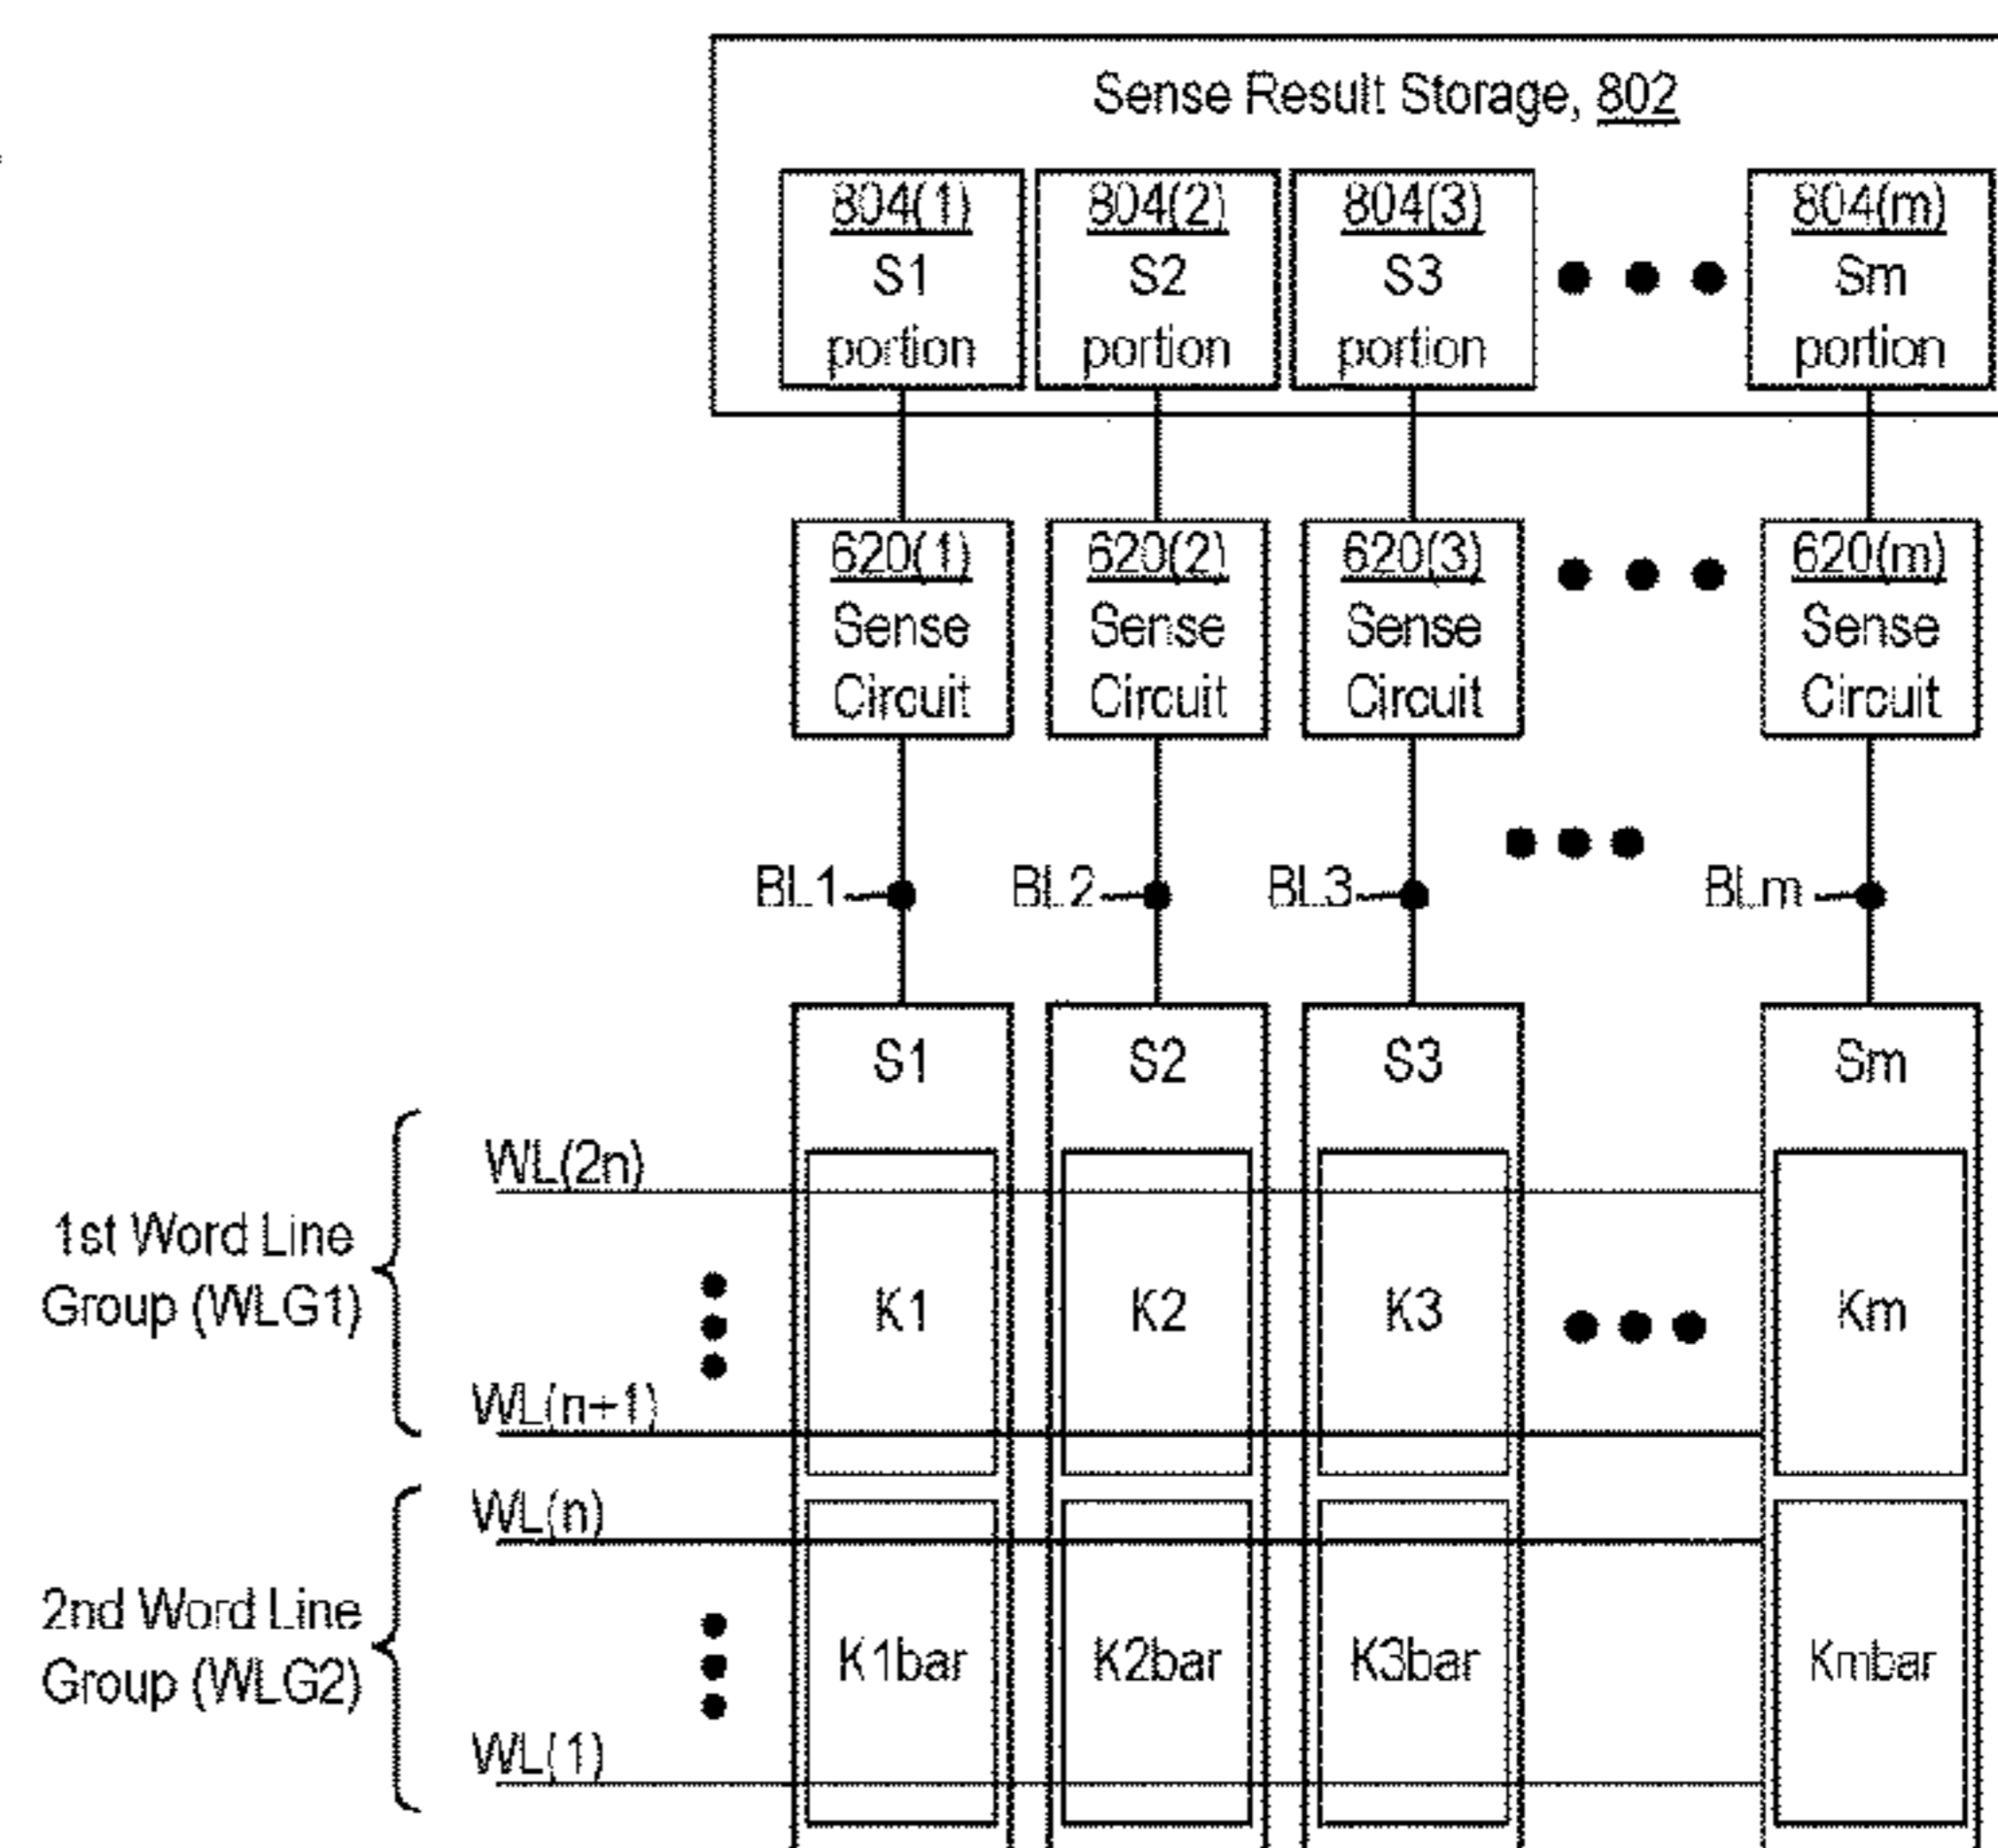 Sense Result Storage, 802
804(1) 804(2) 804(3) 804(m)
S1 S2 S3 Sm
portion portion portion portion
620(1) 620(2) 620(3) 620(m)
Sense Sense Sense Sense
Circuit Circuit Circuit Circuit
BL1 BL2 BL3 BLm
S1 S2 S3 Sm
WL(2n)
1st Word Line
Group (WLG1)
K1 K2 K3 Km
WL(n+1)
WL(n)
2nd Word Line
Group (WLG2)
K1bar K2bar K3bar Kmbar
WL(1)